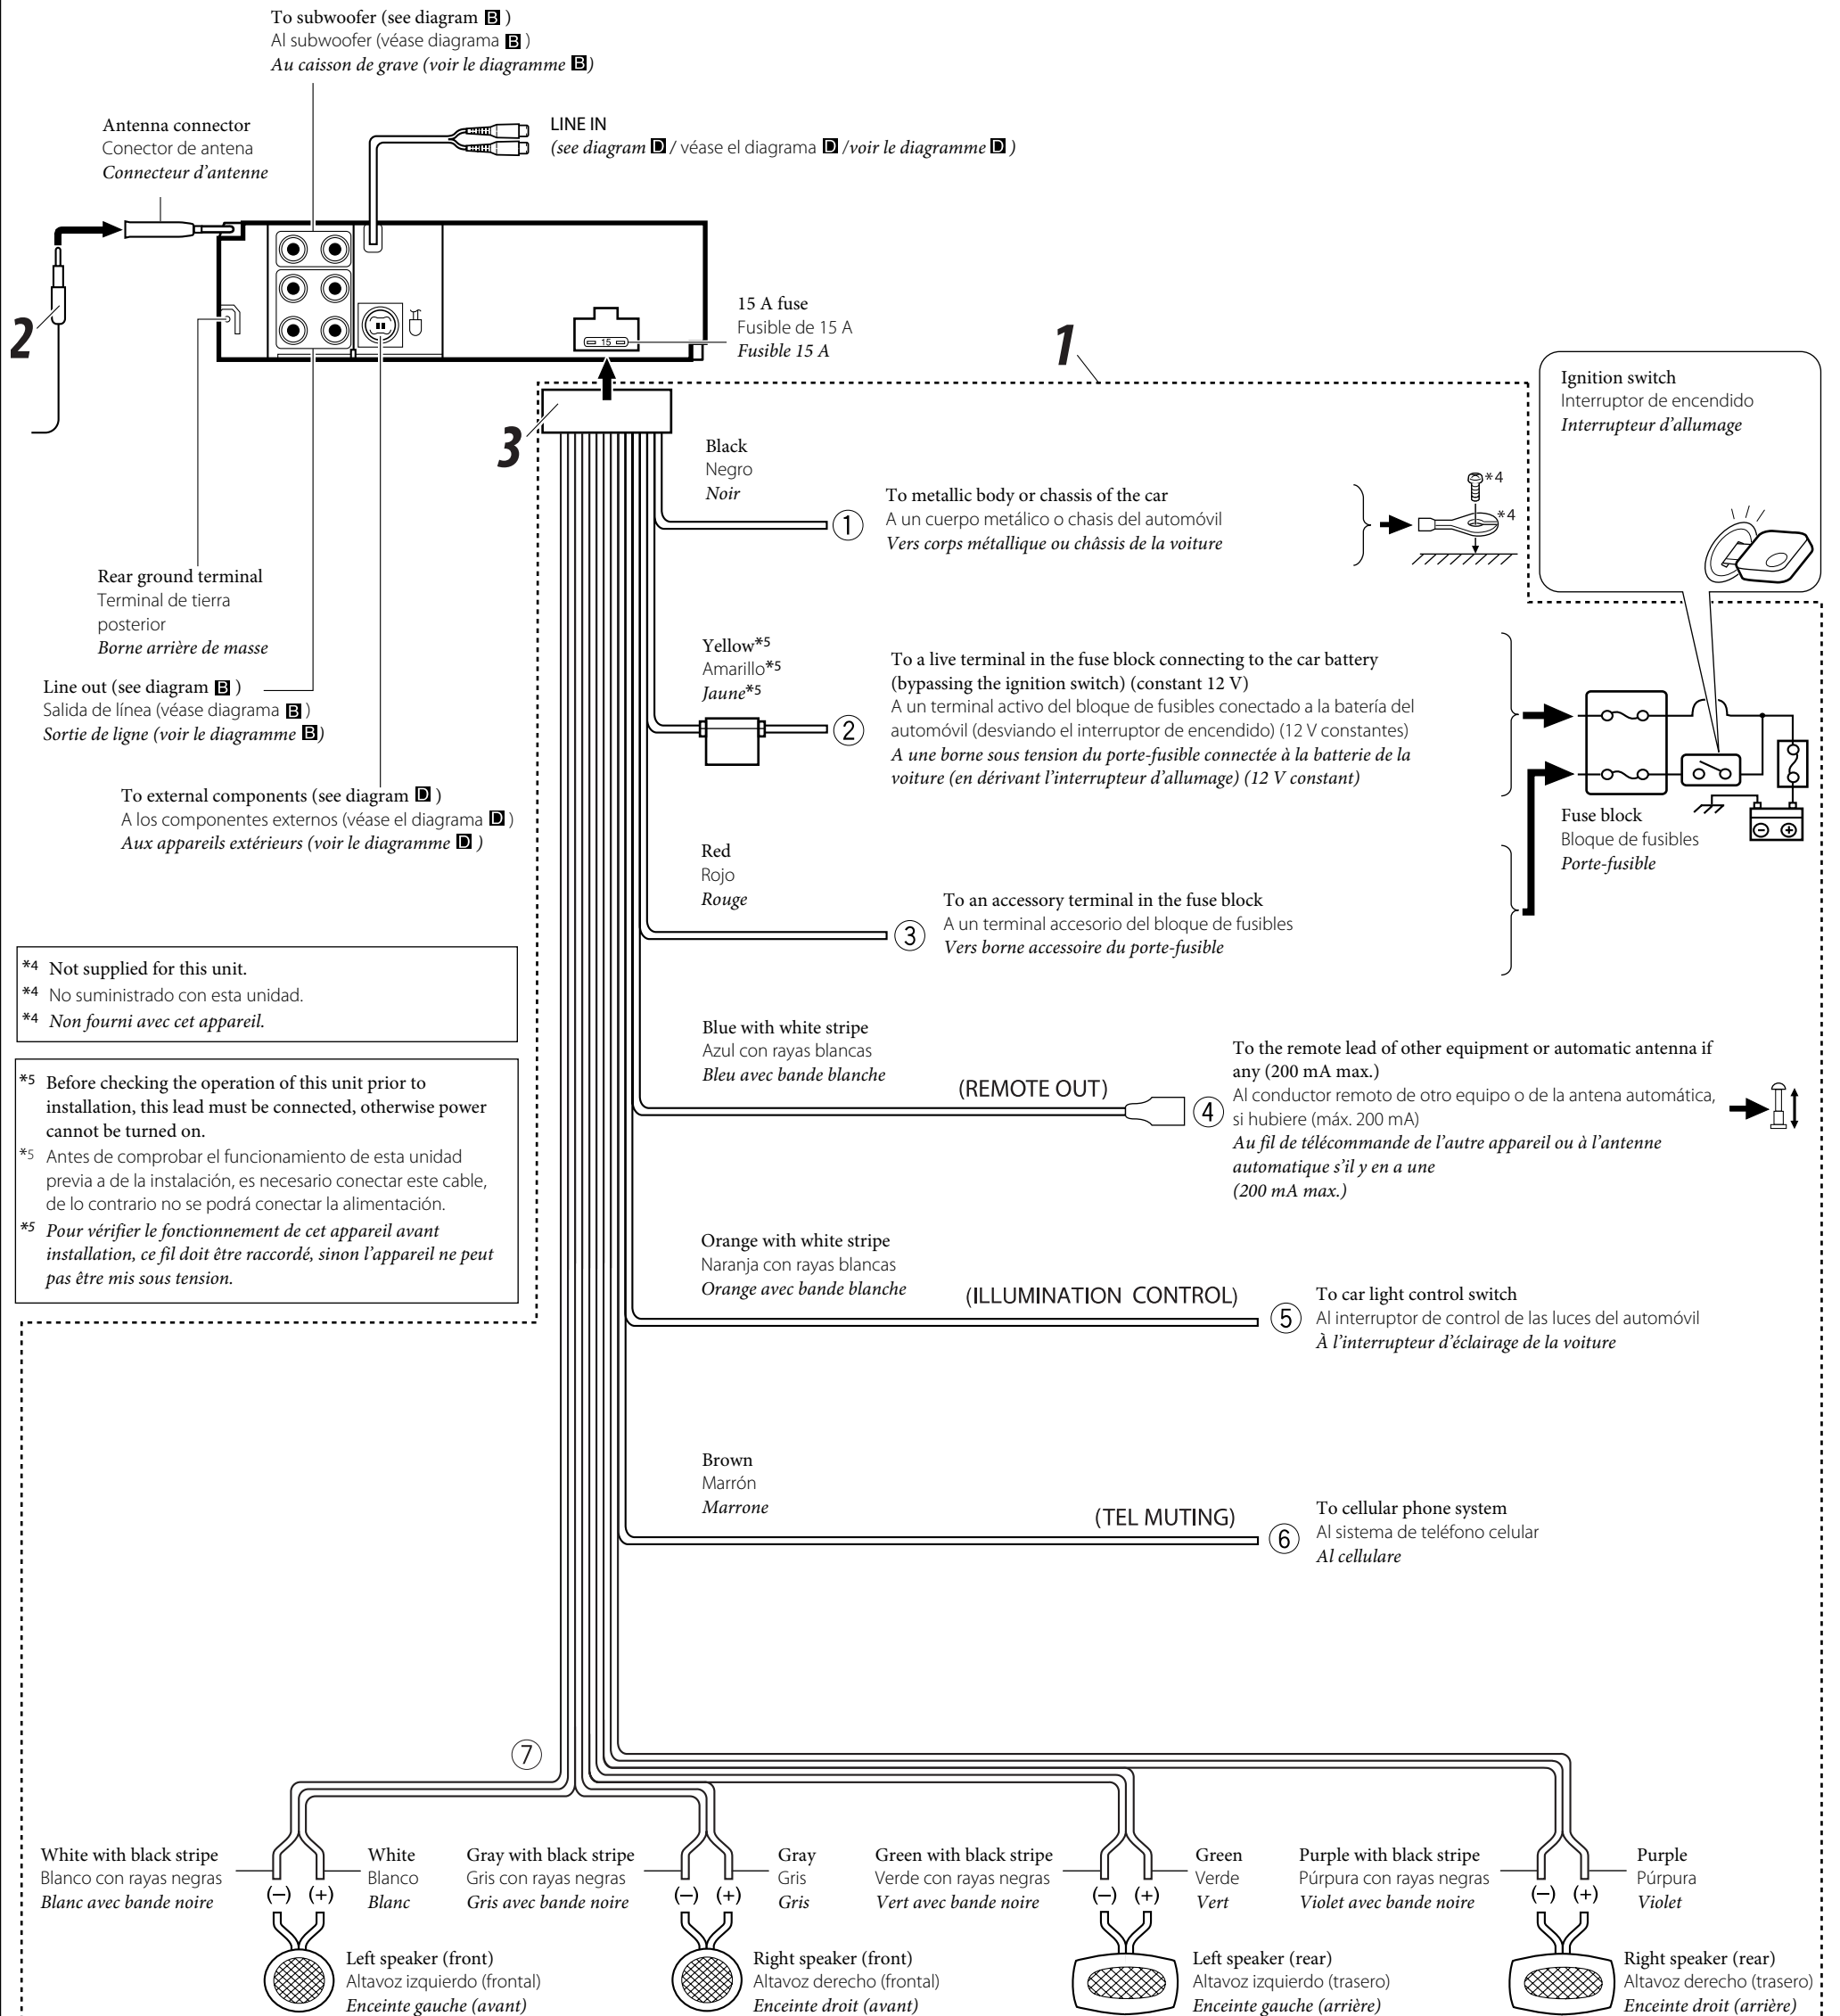 To subwoofer (see diagram B )
Al subwoofer (véase diagrama B )
Au caisson de grave (voir le diagramme B)
Antenna connector
Conector de antena
Connecteur d'antenne
LINE IN
(see diagram D / véase el diagrama D /voir le diagramme D )
2
15 A fuse
Fusible de 15 A
Fusible 15 A
15
1
3
Ignition switch
Interruptor de encendido
Interrupteur d'allumage
Rear ground terminal
Terminal de tierra
posterior
Borne arrière de masse
Line out (see diagram B )
Salida de línea (véase diagrama B )
Sortie de ligne (voir le diagramme B)
To external components (see diagram D )
A los componentes externos (véase el diagrama D )
Aux appareils extérieurs (voir le diagramme D )
Black
Negro
Noir
①
To metallic body or chassis of the car
A un cuerpo metálico o chasis del automóvil
Vers corps métallique ou châssis de la voiture
*4
*4
Yellow*5
Amarillo*5
Jaune*5
②
To a live terminal in the fuse block connecting to the car battery
(bypassing the ignition switch) (constant 12 V)
A un terminal activo del bloque de fusibles conectado a la batería del
automóvil (desviando el interruptor de encendido) (12 V constantes)
A une borne sous tension du porte-fusible connectée à la batterie de la
voiture (en dérivant l'interrupteur d'allumage) (12 V constant)
Fuse block
Bloque de fusibles
Porte-fusible
Red
Rojo
Rouge
③
To an accessory terminal in the fuse block
A un terminal accesorio del bloque de fusibles
Vers borne accessoire du porte-fusible
*4 Not supplied for this unit.
*4 No suministrado con esta unidad.
*4 Non fourni avec cet appareil.
*5 Before checking the operation of this unit prior to
installation, this lead must be connected, otherwise power
cannot be turned on.
*5 Antes de comprobar el funcionamiento de esta unidad
previa a de la instalación, es necesario conectar este cable,
de lo contrario no se podrá conectar la alimentación.
*5 Pour vérifier le fonctionnement de cet appareil avant
installation, ce fil doit être raccordé, sinon l'appareil ne peut
pas être mis sous tension.
Blue with white stripe
Azul con rayas blancas
Bleu avec bande blanche
(REMOTE OUT)
④
To the remote lead of other equipment or automatic antenna if
any (200 mA max.)
Al conductor remoto de otro equipo o de la antena automática,
si hubiere (máx. 200 mA)
Au fil de télécommande de l'autre appareil ou à l'antenne
automatique s'il y en a une
(200 mA max.)
Orange with white stripe
Naranja con rayas blancas
Orange avec bande blanche
(ILLUMINATION CONTROL)
⑤
To car light control switch
Al interruptor de control de las luces del automóvil
À l'interrupteur d'éclairage de la voiture
Brown
Marrón
Marrone
(TEL MUTING)
⑥
To cellular phone system
Al sistema de teléfono celular
Al cellulare
⑦
White with black stripe
Blanco con rayas negras
Blanc avec bande noire
(–) (+)
White
Blanco
Blanc
Gray with black stripe
Gris con rayas negras
Gris avec bande noire
(–) (+)
Gray
Gris
Gris
Green with black stripe
Verde con rayas negras
Vert avec bande noire
(–) (+)
Green
Verde
Vert
Purple with black stripe
Púrpura con rayas negras
Violet avec bande noire
(–) (+)
Purple
Púrpura
Violet
Left speaker (front)
Altavoz izquierdo (frontal)
Enceinte gauche (avant)
Right speaker (front)
Altavoz derecho (frontal)
Enceinte droit (avant)
Left speaker (rear)
Altavoz izquierdo (trasero)
Enceinte gauche (arrière)
Right speaker (rear)
Altavoz derecho (trasero)
Enceinte droit (arrière)